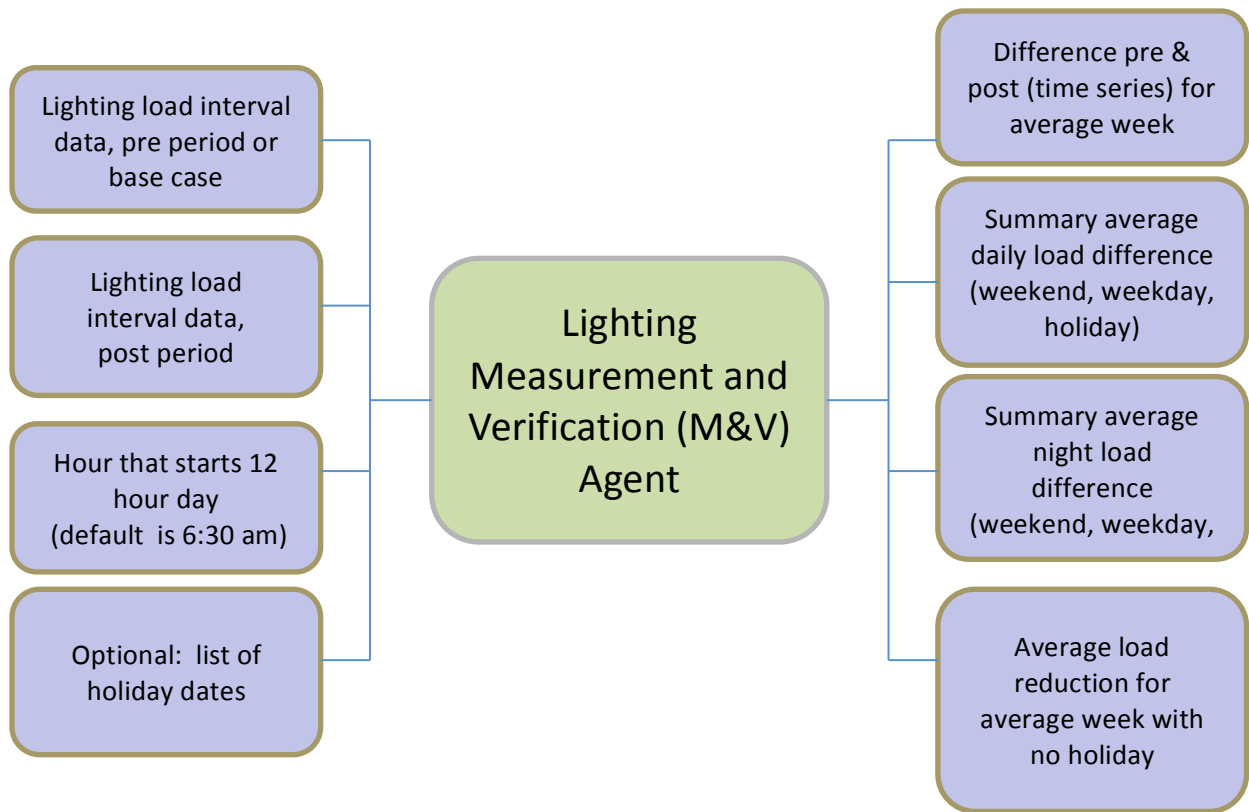 Lighting load interval
data, pre period or
base case
Lighting load
interval data,
post period
Hour that starts 12
hour day
(default  is 6:30 am)
Optional:  list of
holiday dates
Lighting
Measurement and
Verification (M&V)
Agent
Difference pre &
post (time series) for
average week
Summary average
daily load difference
(weekend, weekday,
holiday)
Summary average
night load
difference
(weekend, weekday,
Average load
reduction for
average week with
no holiday